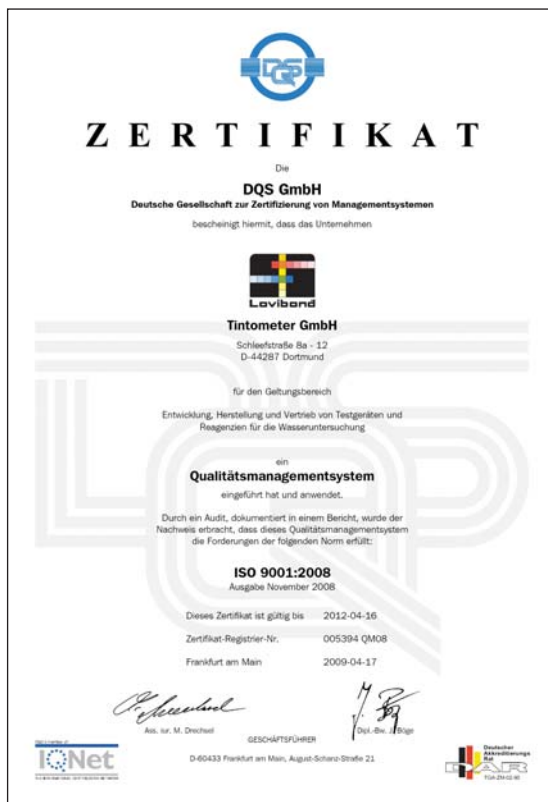 DQS
Z E R T I F I K A T
Die
DQS GmbH
Deutsche Gesellschaft zur Zertifizierung von Managementsystemen
bescheinigt hiermit, dass das Unternehmen
Lovibond
Tintometer GmbH
Schleefstraße 8a - 12
D-44287 Dortmund
für den Geltungsbereich
Entwicklung, Herstellung und Vertrieb von Testgeräten und
Reagenzien für die Wasseruntersuchung
ein
Qualitätsmanagementsystem
eingeführt hat und anwendet.
Durch ein Audit, dokumentiert in einem Bericht, wurde der
Nachweis erbracht, dass dieses Qualitätsmanagementsystem
die Forderungen der folgenden Norm erfüllt:
ISO 9001:2008
Ausgabe November 2008
Dieses Zertifikat ist gültig bis 2012-04-16
Zertifikat-Registrier-Nr. 005394 QM08
Frankfurt am Main 2009-04-17
Ass. iur. M. Drechsel Dipl.-Bw. J. Böge
GESCHÄFTSFÜHRER
D-60433 Frankfurt am Main, August-Schanz-Straße 21
IQNet
Deutscher
Akkreditierungs
Rat
DAR